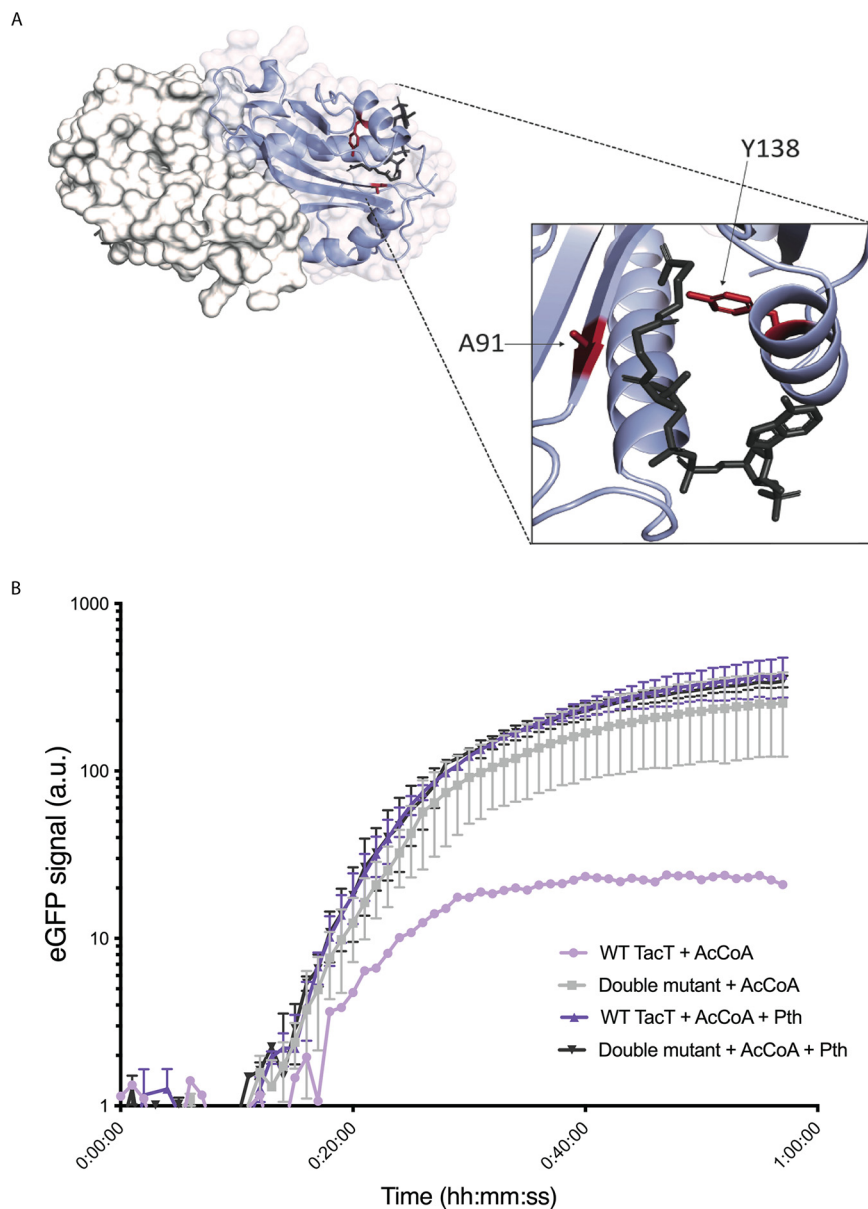 A
Y138
A91
B
eGFP signal (a.u.)
1000
100
10
1
WT TacT + AcCoA
Double mutant + AcCoA
WT TacT + AcCoA + Pth
Double mutant + AcCoA + Pth
0:00:00
0:20:00
0:40:00
1:00:00
Time (hh:mm:ss)